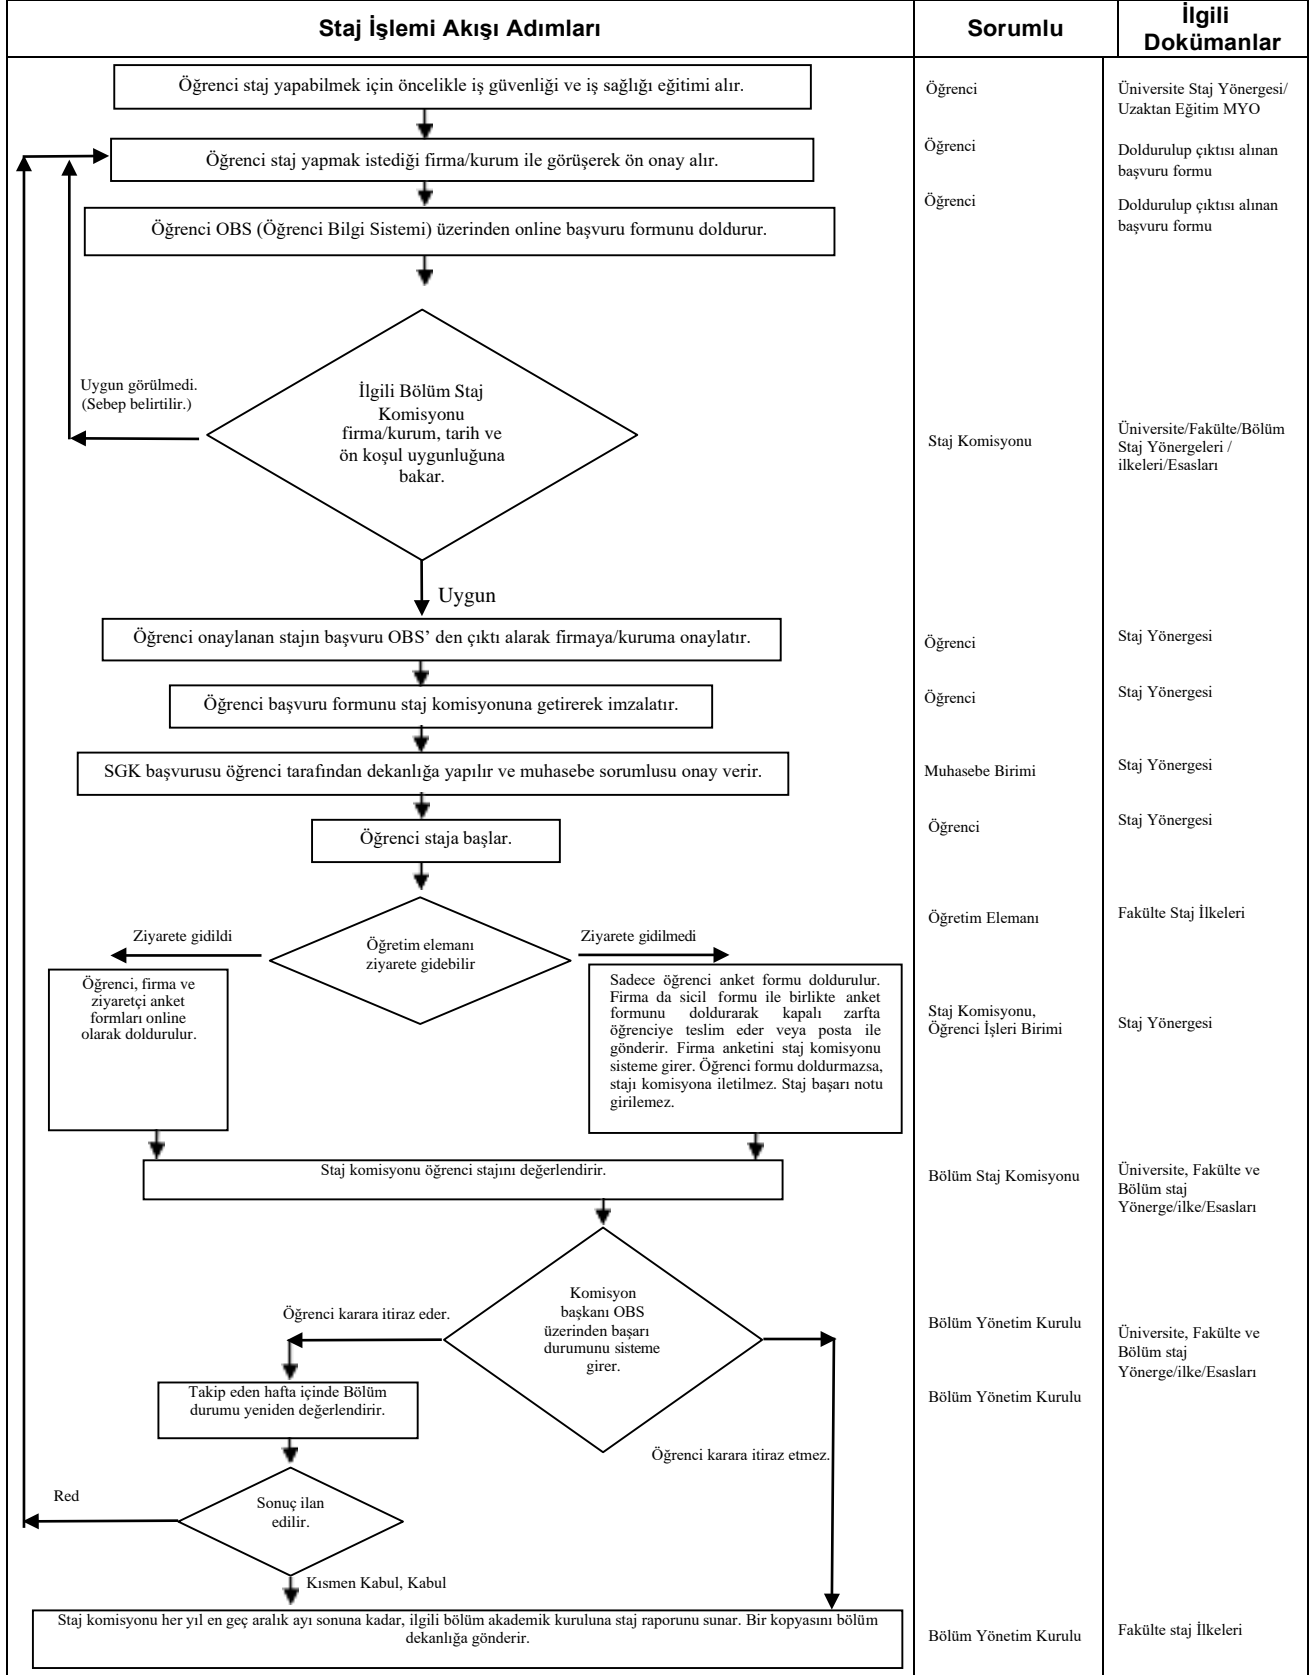 Staj İşlemi Akışı Adımları
Sorumlu
İlgili
Dokümanlar
Öğrenci staj yapabilmek için öncelikle iş güvenliği ve iş sağlığı eğitimi alır.
Öğrenci
Üniversite Staj Yönergesi/
Uzaktan Eğitim MYO
Öğrenci staj yapmak istediği firma/kurum ile görüşerek ön onay alır.
Öğrenci
Doldurulup çıktısı alınan
başvuru formu
Öğrenci OBS (Öğrenci Bilgi Sistemi) üzerinden online başvuru formunu doldurur.
Öğrenci
Doldurulup çıktısı alınan
başvuru formu
Uygun görülmedi.
(Sebep belirtilir.)
İlgili Bölüm Staj
Komisyonu
firma/kurum, tarih ve
ön koşul uygunluğuna
bakar.
Staj Komisyonu
Üniversite/Fakülte/Bölüm
Staj Yönergeleri /
ilkeleri/Esasları
Uygun
Öğrenci onaylanan stajın başvuru OBS’ den çıktı alarak firmaya/kuruma onaylatır.
Öğrenci
Staj Yönergesi
Öğrenci başvuru formunu staj komisyonuna getirerek imzalatır.
Öğrenci
Staj Yönergesi
SGK başvurusu öğrenci tarafından dekanlığa yapılır ve muhasebe sorumlusu onay verir.
Muhasebe Birimi
Staj Yönergesi
Öğrenci staja başlar.
Öğrenci
Staj Yönergesi
Ziyarete gidildi
Öğretim elemanı
ziyarete gidebilir
Ziyarete gidilmedi
Öğretim Elemanı
Fakülte Staj İlkeleri
Öğrenci, firma ve
ziyaretçi anket
formları online
olarak doldurulur.
Sadece öğrenci anket formu doldurulur.
Firma da sicil formu ile birlikte anket
formunu doldurarak kapalı zarfta
öğrenciye teslim eder veya posta ile
gönderir. Firma anketini staj komisyonu
sisteme girer. Öğrenci formu doldurmazsa,
stajı komisyona iletilmez. Staj başarı notu
girilemez.
Staj Komisyonu,
Öğrenci İşleri Birimi
Staj Yönergesi
Staj komisyonu öğrenci stajını değerlendirir.
Bölüm Staj Komisyonu
Üniversite, Fakülte ve
Bölüm staj
Yönerge/ilke/Esasları
Öğrenci karara itiraz eder.
Komisyon
başkanı OBS
üzerinden başarı
durumunu sisteme
girer.
Bölüm Yönetim Kurulu
Üniversite, Fakülte ve
Bölüm staj
Yönerge/ilke/Esasları
Takip eden hafta içinde Bölüm
durumu yeniden değerlendirir.
Bölüm Yönetim Kurulu
Öğrenci karara itiraz etmez.
Red
Sonuç ilan
edilir.
Kısmen Kabul, Kabul
Staj komisyonu her yıl en geç aralık ayı sonuna kadar, ilgili bölüm akademik kuruluna staj raporunu sunar. Bir kopyasını bölüm
dekanlığa gönderir.
Bölüm Yönetim Kurulu
Fakülte staj İlkeleri